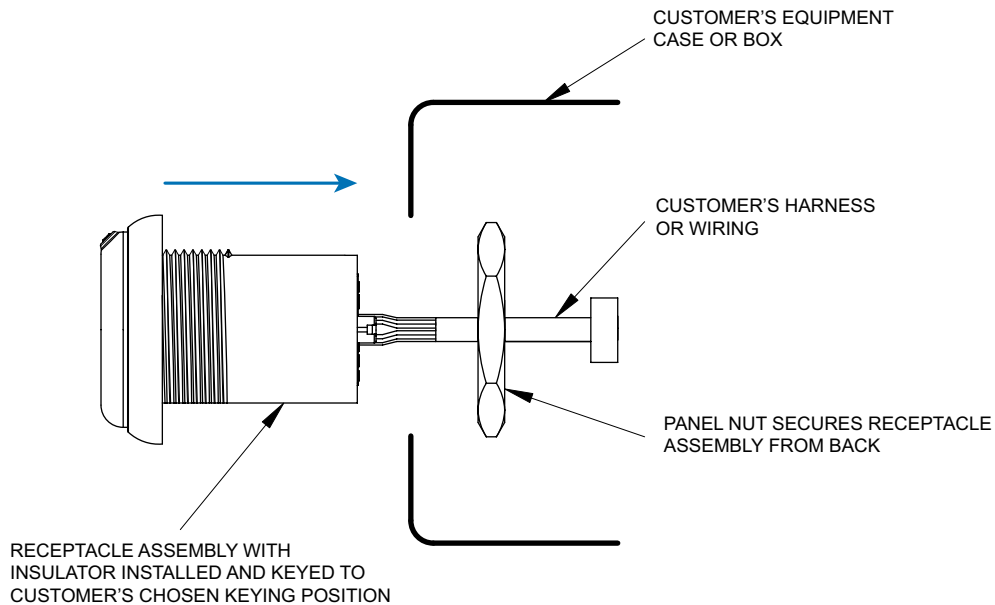 CUSTOMER'S EQUIPMENT
CASE OR BOX
CUSTOMER'S HARNESS
OR WIRING
PANEL NUT SECURES RECEPTACLE
ASSEMBLY FROM BACK
RECEPTACLE ASSEMBLY WITH
INSULATOR INSTALLED AND KEYED TO
CUSTOMER'S CHOSEN KEYING POSITION